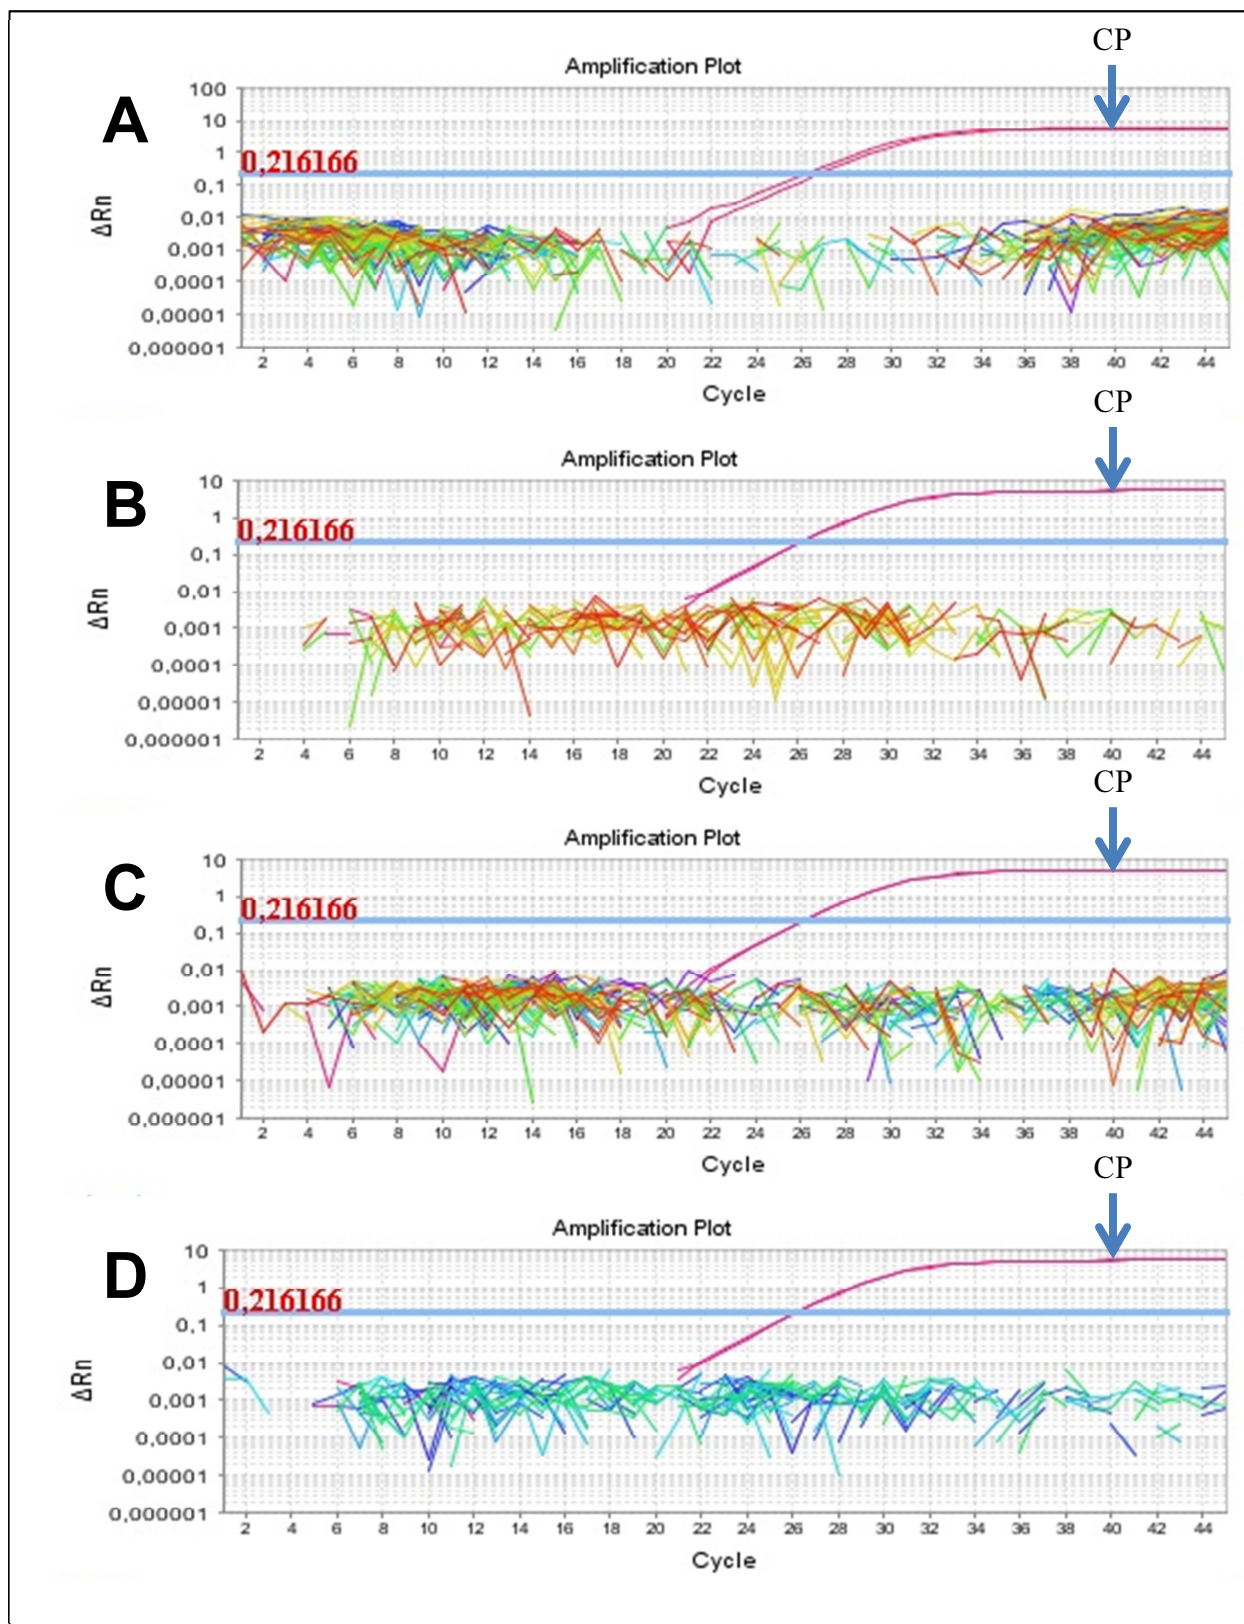 CP
Amplification Plot
A
100
10
1
0,216166
0,1
0,01
0,001
0,0001
0,00001
0,000001
ΔRn
2 4 6 8 10 12 14 16 18 20 22 24 26 28 30 32 34 36 38 40 42 44
Cycle
CP
Amplification Plot
B
10
1
0,216166
0,1
0,01
0,001
0,0001
0,00001
0,000001
ΔRn
2 4 6 8 10 12 14 16 18 20 22 24 26 28 30 32 34 36 38 40 42 44
Cycle
CP
Amplification Plot
C
10
1
0,216166
0,1
0,01
0,001
0,0001
0,00001
0,000001
ΔRn
2 4 6 8 10 12 14 16 18 20 22 24 26 28 30 32 34 36 38 40 42 44
Cycle
CP
Amplification Plot
D
10
1
0,216166
0,1
0,01
0,001
0,0001
0,00001
0,000001
ΔRn
2 4 6 8 10 12 14 16 18 20 22 24 26 28 30 32 34 36 38 40 42 44
Cycle